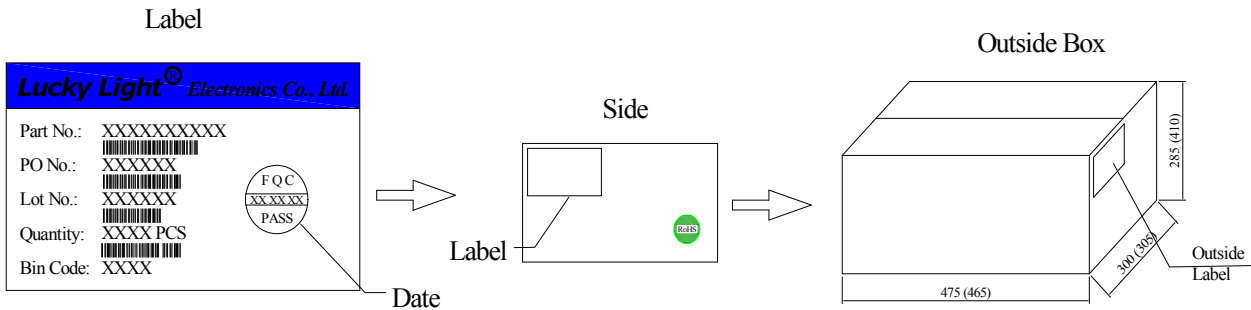 Label
Lucky Light® Electronics Co., Ltd.
Part No.: XXXXXXXXXX
PO No.: XXXXXX
Lot No.: XXXXXX
Quantity: XXXX PCS
Bin Code: XXXX
F Q C
XX XX XX
PASS
Date
Side
Label
RoHS
Outside Box
285 (410)
300 (305)
475 (465)
Outside
Label